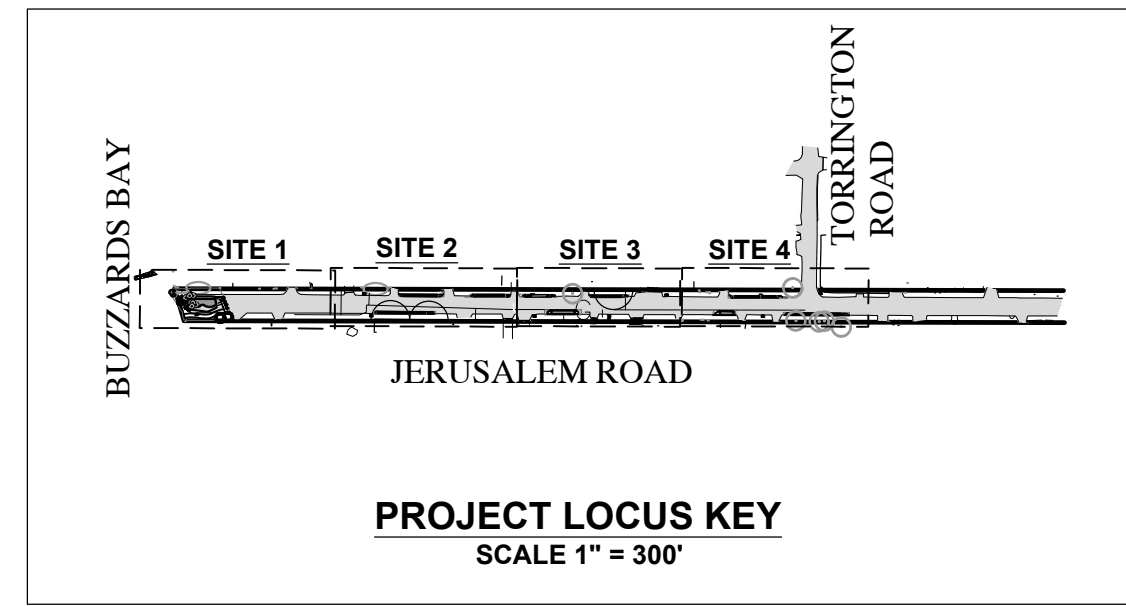 BUZZARDS BAY
SITE 1
SITE 2
SITE 3
SITE 4
TORRINGTON
ROAD
JERUSALEM ROAD
PROJECT LOCUS KEY
SCALE 1" = 300'